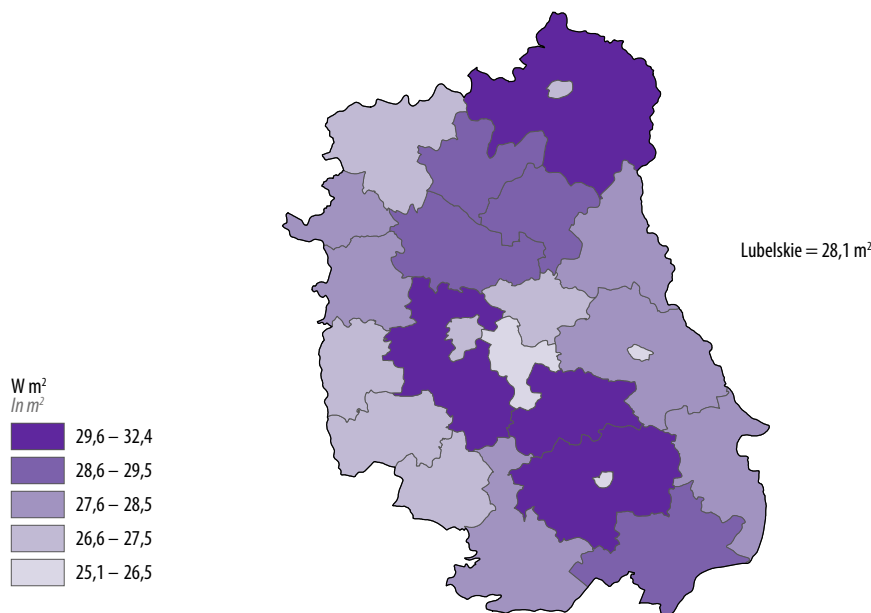 Lubelskie = 28,1 m²
W m²
In m²
29,6 – 32,4
28,6 – 29,5
27,6 – 28,5
26,6 – 27,5
25,1 – 26,5